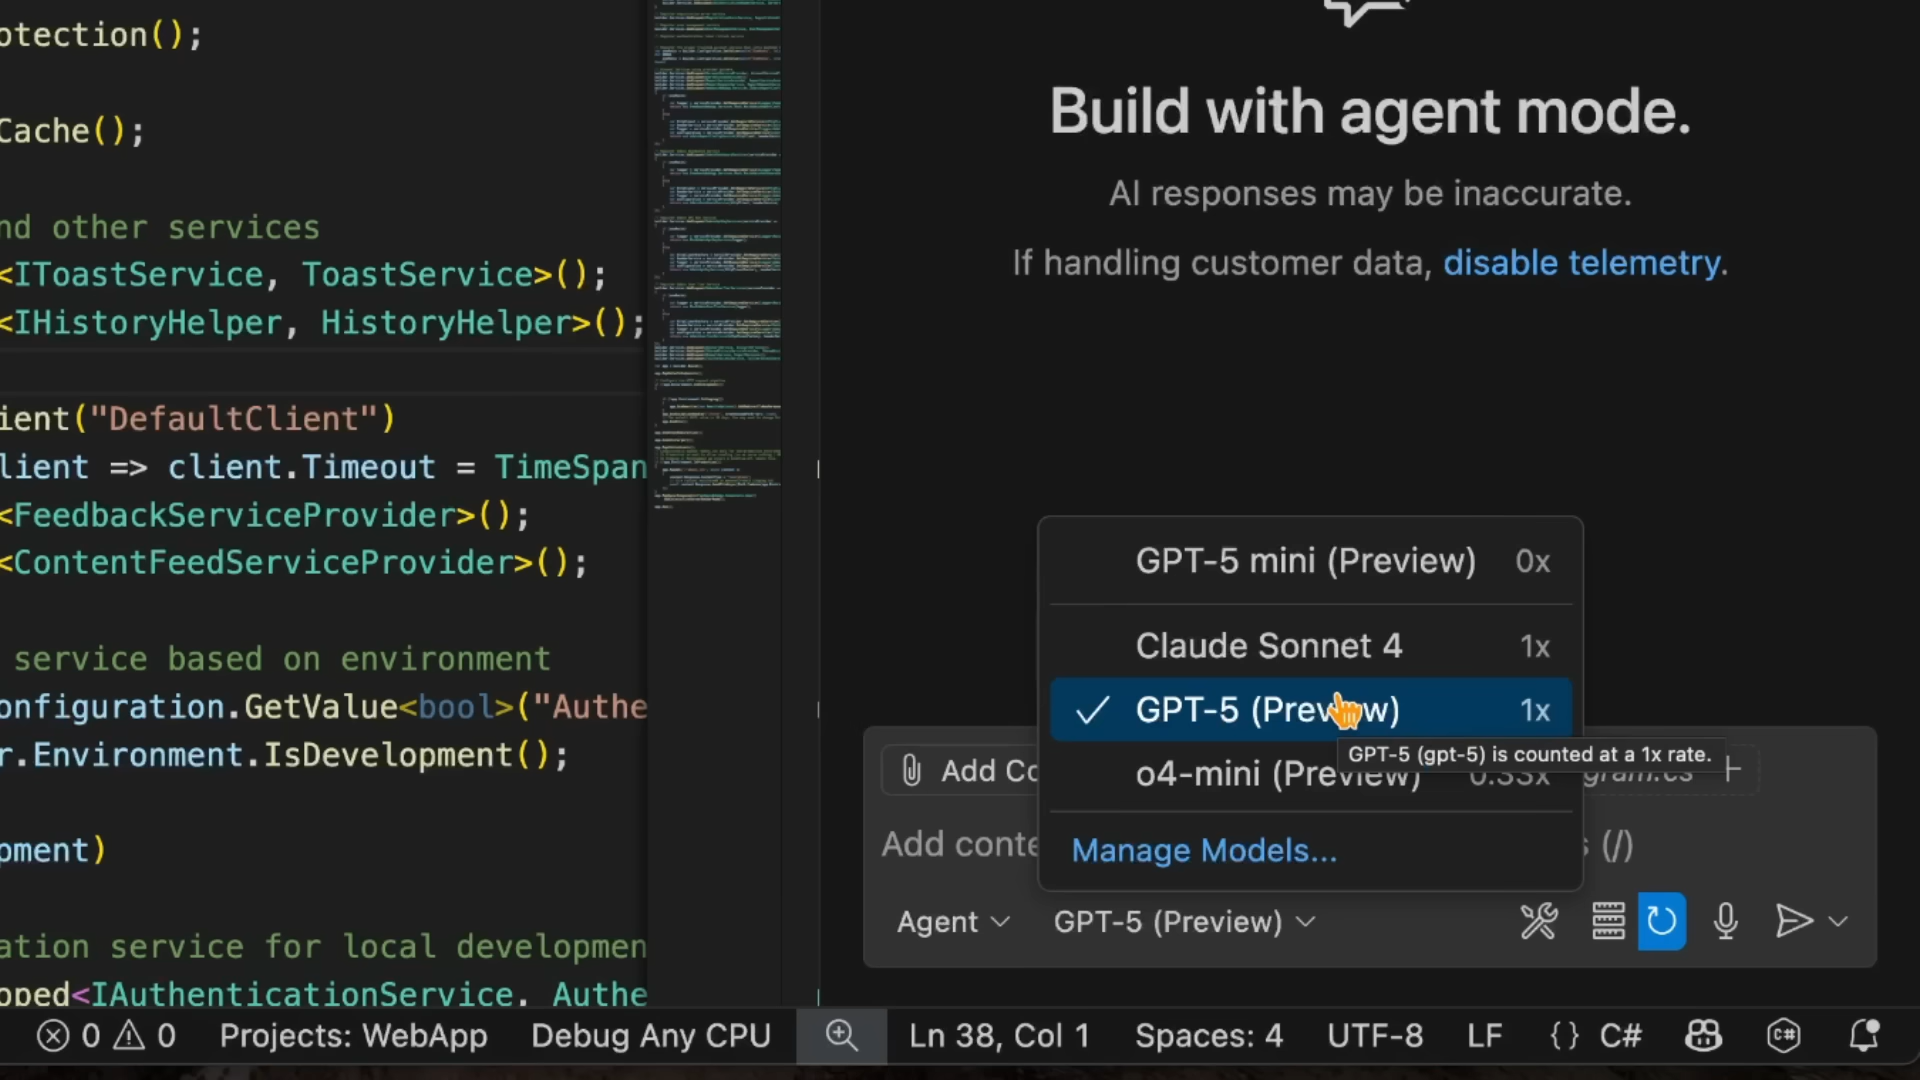 otection();
Cache();
nd other services
<IToastService, ToastService>();
<IHistoryHelper, HistoryHelper>();
ient("DefaultClient")
lient => client.Timeout = TimeSpan
<FeedbackServiceProvider>();
<ContentFeedServiceProvider>();
service based on environment
onfiguration.GetValue<bool>("Authe
r.Environment.IsDevelopment();
pment)
ation service for local developmen
oped<IAuthenticationService, Authe
Build with agent mode.
AI responses may be inaccurate.
If handling customer data, disable telemetry.
GPT-5 mini (Preview) 0x
Claude Sonnet 4 1x
GPT-5 (Preview) 1x
GPT-5 (gpt-5) is counted at a 1x rate.
o4-mini (Preview) 0.33x
Manage Models...
Add Co
gram.cs
Add conte
s (/)
Agent GPT-5 (Preview)
0 0 Projects: WebApp Debug Any CPU Ln 38, Col 1 Spaces: 4 UTF-8 LF {} C# C#